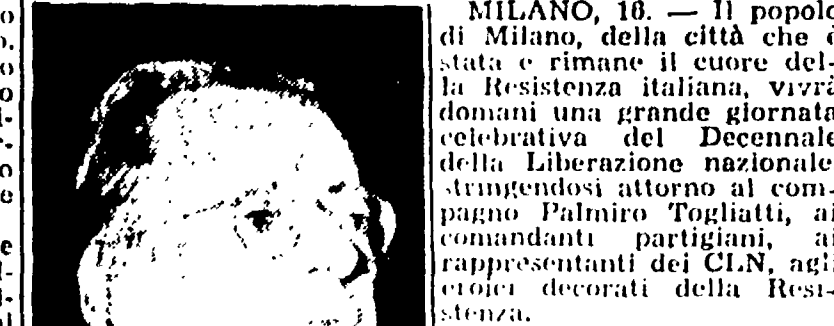 MILANO, 16. — Il popolo
di Milano, della città che è
stata e rimane il cuore del-
la Resistenza italiana, vivrà
domani una grande giornata
celebrativa del Decennale
della Liberazione nazionale
stringendosi attorno al com-
pagno Palmiro Togliatti, ai
comandanti partigiani, ai
rappresentanti dei CLN, agli
eroici decorati della Resi-
stenza.